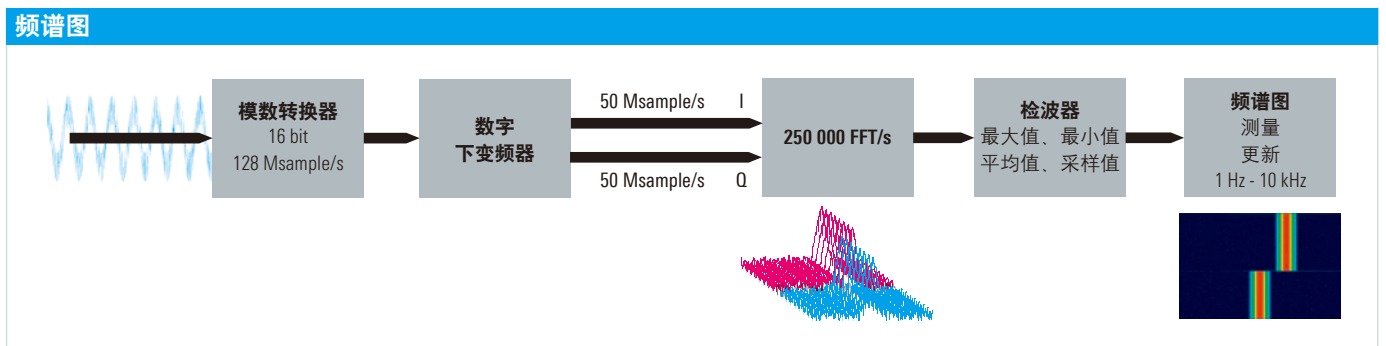 频谱图
模数转换器
16 bit
128 Msample/s
数字
下变频器
50 Msample/s I
50 Msample/s Q
250 000 FFT/s
检波器
最大值、最小值
平均值、采样值
频谱图
测量
更新
1 Hz - 10 kHz